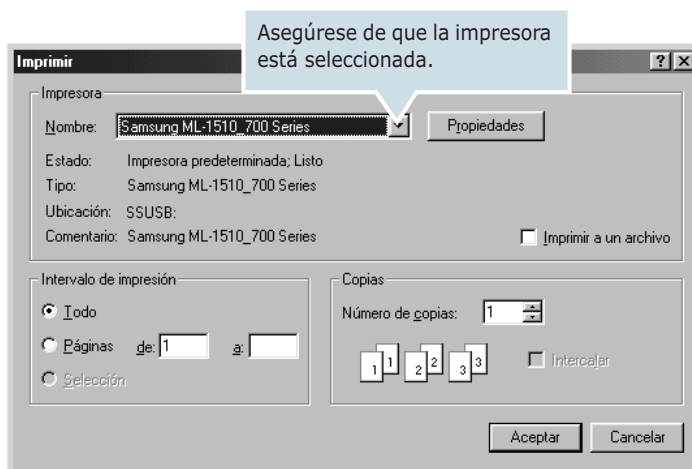 Asegúrese de que la impresora
está seleccionada.
Imprimir
Impresora
Nombre: Samsung ML-1510_700 Series Propiedades
Estado: Impresora predeterminada; Listo
Tipo: Samsung ML-1510_700 Series
Ubicación: SSUSB:
Comentario: Samsung ML-1510_700 Series Imprimir a un archivo
Intervalo de impresión
Todo
Páginas de: 1 a:
Selección
Copias
Número de copias: 1
1 1 2 2 3 3 Intercalar
Aceptar Cancelar